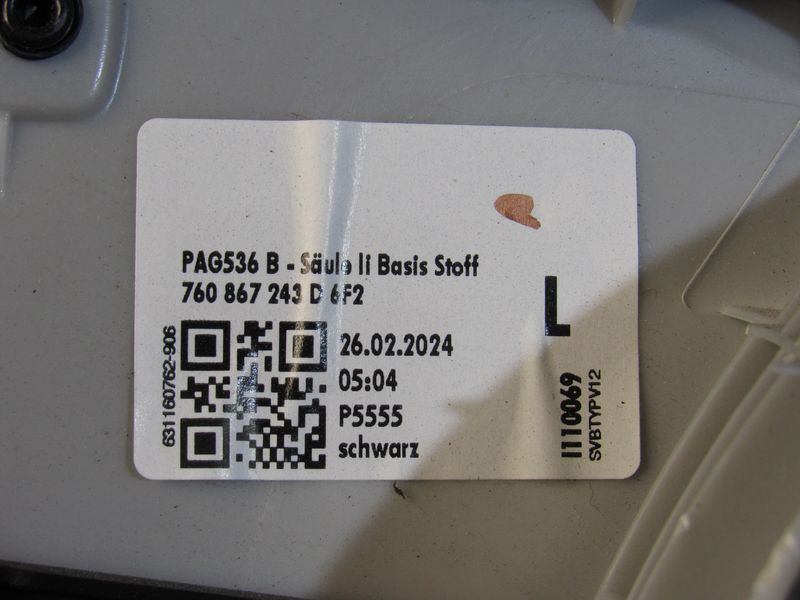 PAG536 B - Säule li Basis Stoff
760 867 243 D 6F2
L
631160762-906
26.02.2024
05:04
P5555
schwarz
I110069
SVBTYPV12